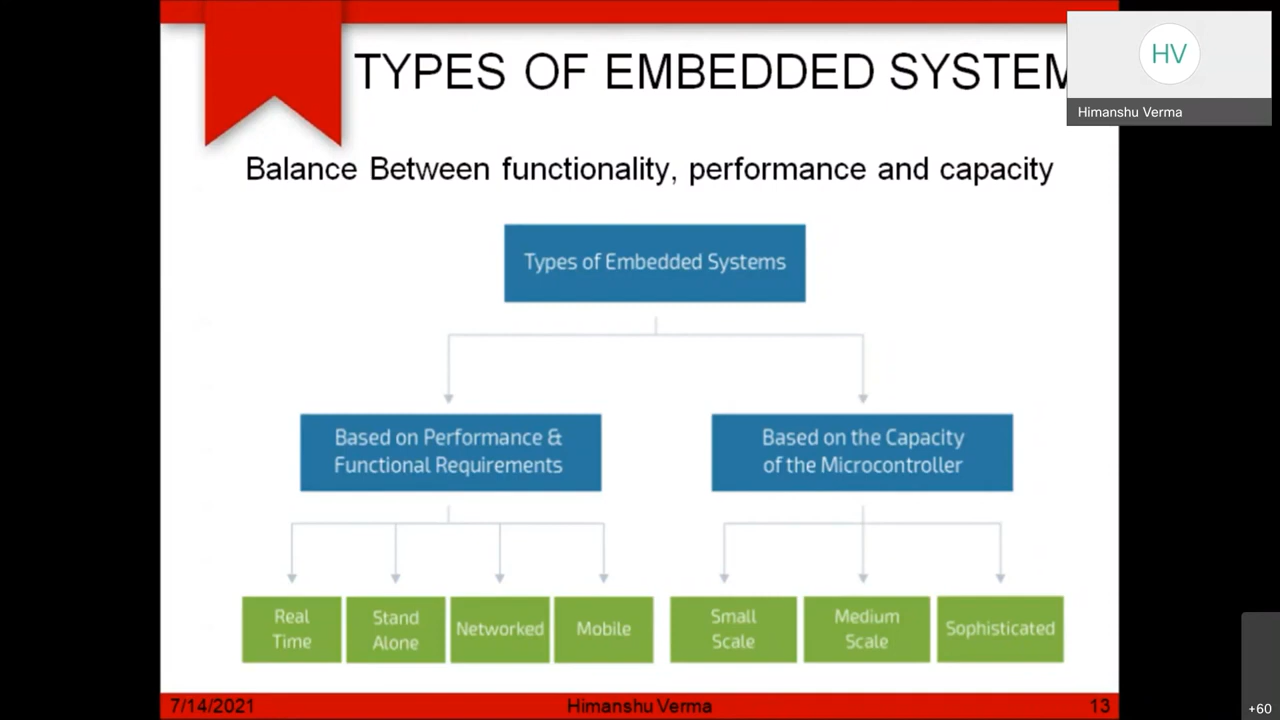 TYPES OF EMBEDDED SYSTEM
HV
Himanshu Verma
Balance Between functionality, performance and capacity
Types of Embedded Systems
Based on Performance &
Functional Requirements
Based on the Capacity
of the Microcontroller
Real
Time
Stand
Alone
Networked
Mobile
Small
Scale
Medium
Scale
Sophisticated
7/14/2021
Himanshu Verma
13
+60